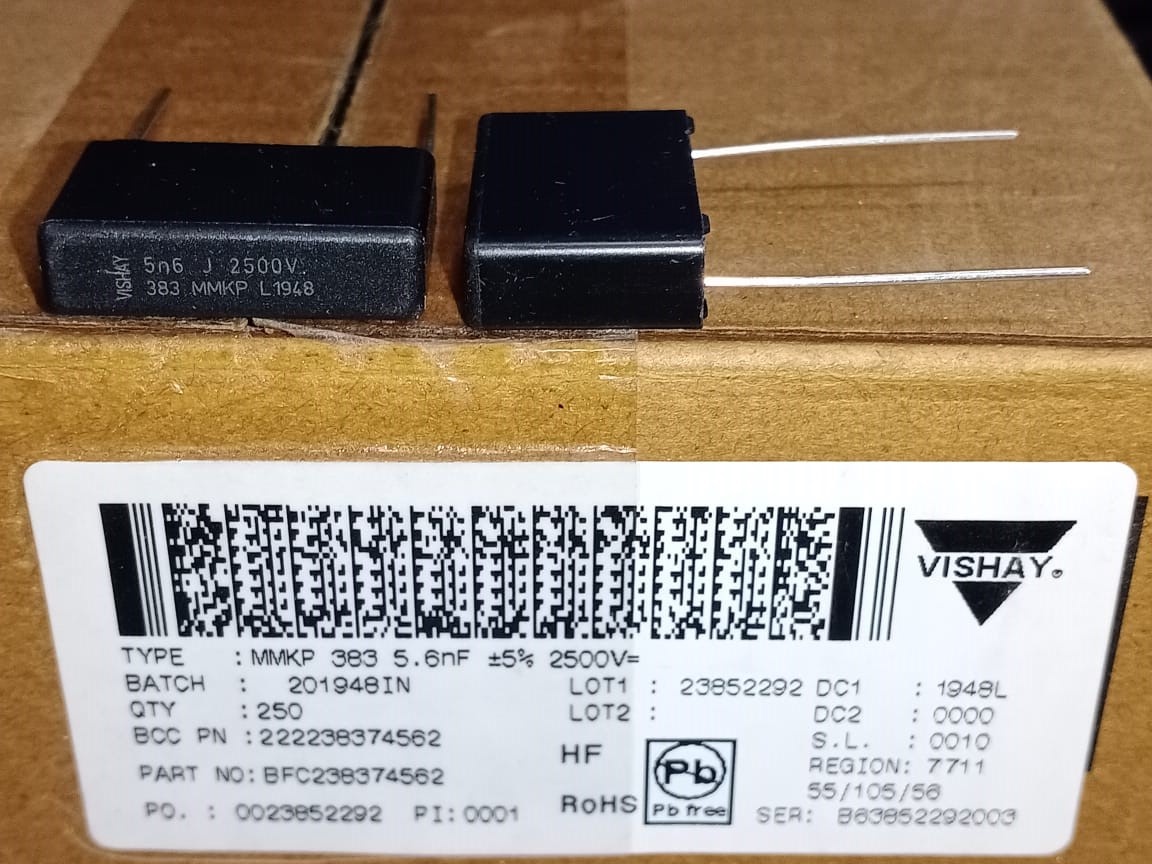 VISHAY
5n6 J 2500V
383 MMKP L1948
VISHAY
TYPE : MMKP 383 5.6nF ±5% 2500V=
BATCH : 201948IN
LOT1 : 23852292 DC1 : 1948L
QTY : 250
LOT2 : DC2 : 0000
BCC PN : 222238374562
HF
S.L. : 0010
PART NO: BFC238374562
Pb
REGION: 7711
55/105/56
PO. : 0023852292 PI: 0001
RoHS
Pb free
SER: B63852292003